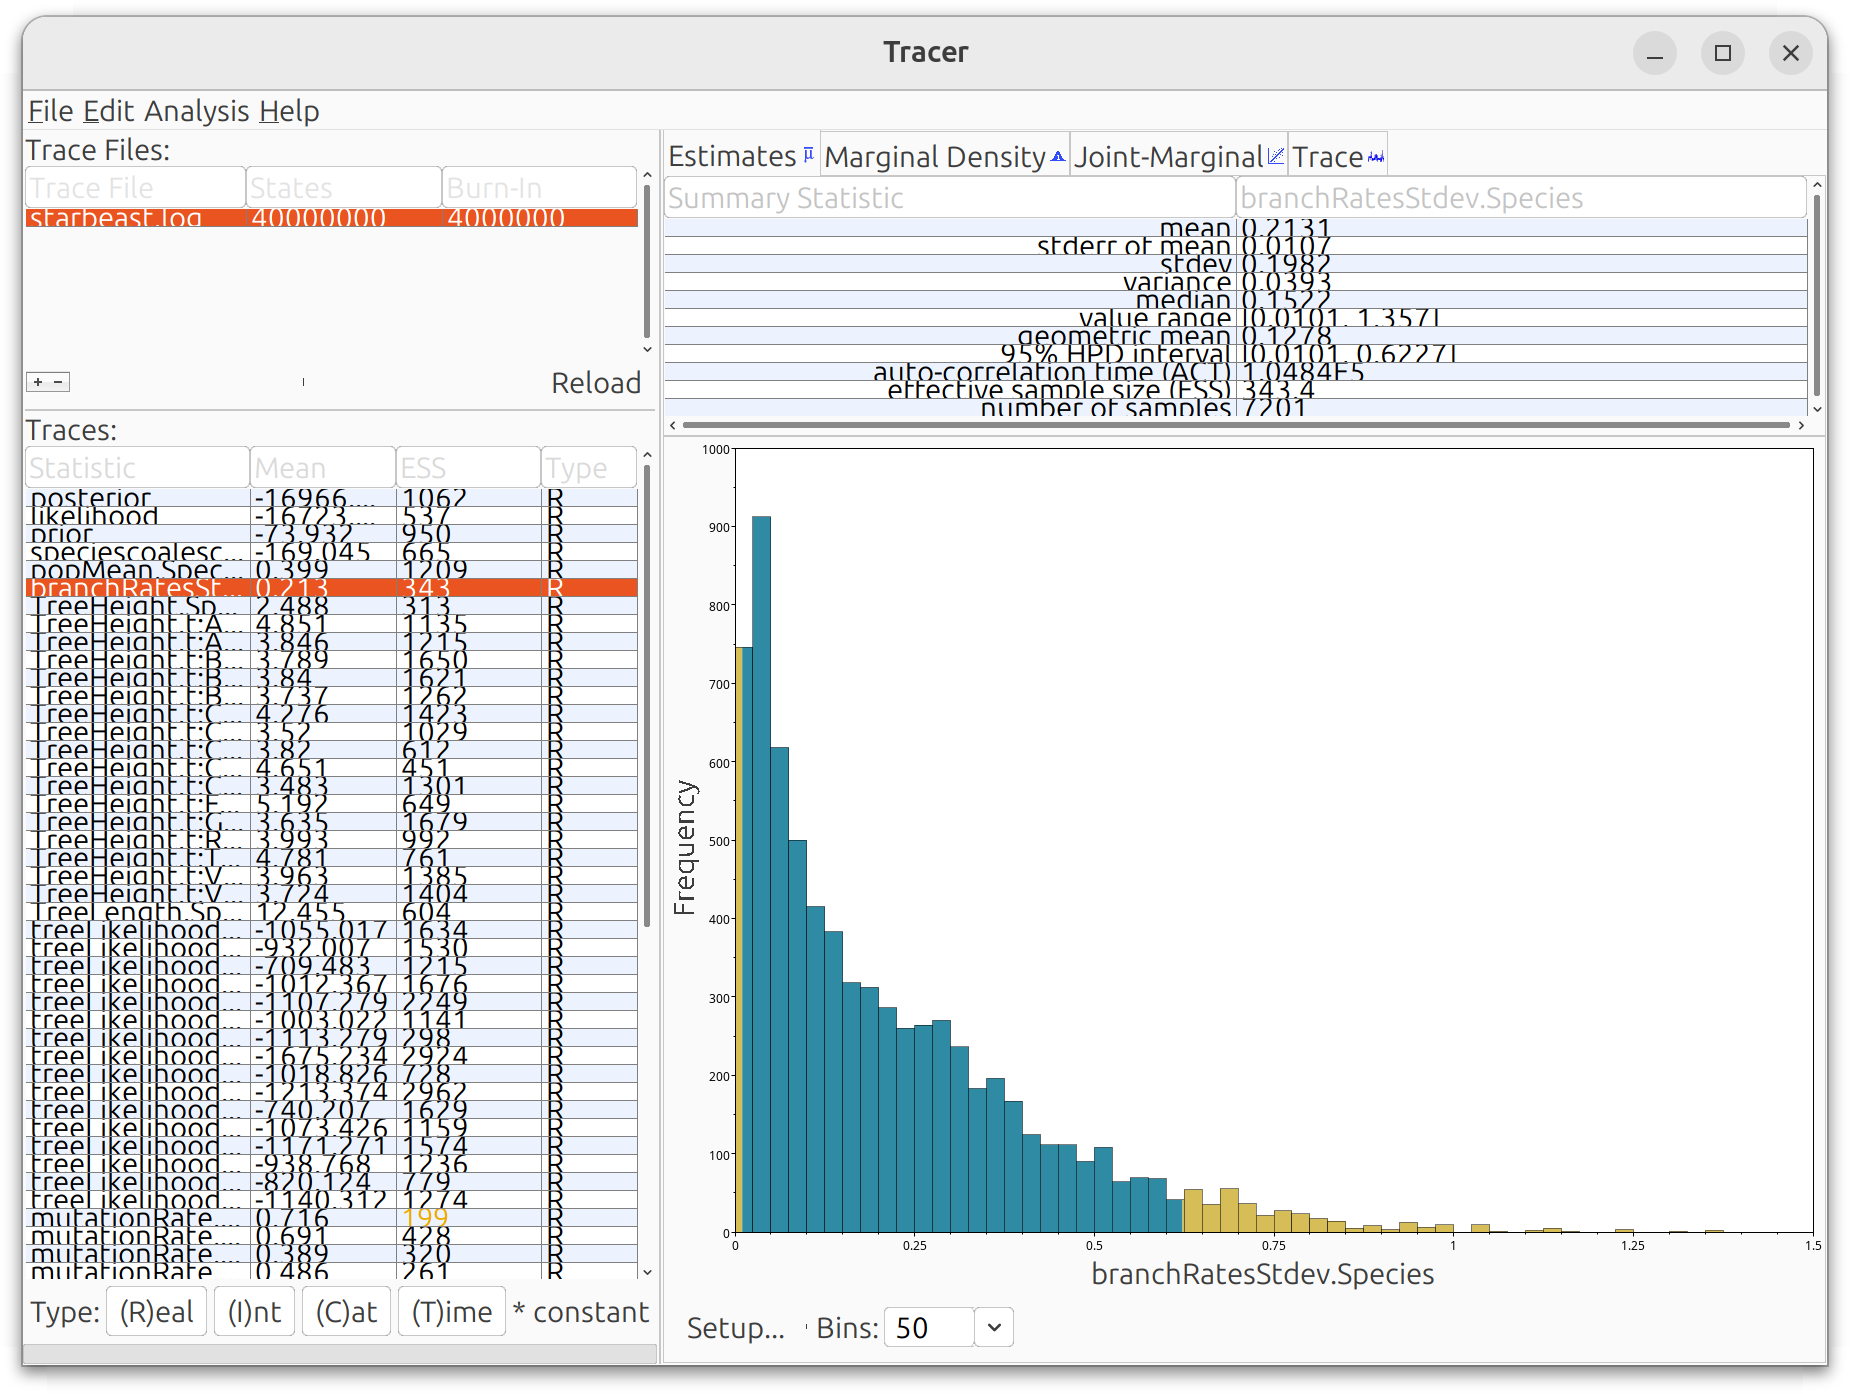 Tracer
File Edit Analysis Help
Trace Files:
Trace File States Burn-In
starbeast.log 40000000 4000000
+ − Reload
Traces:
Statistic Mean ESS Type
posterior -16966.... 1062 R
likelihood -16723.... 537 R
prior -73.932 950 R
speciescoalesc... -169.045 665 R
popMean.Spec... 0.399 1209 R
branchRatesSt... 0.213 343 R
TreeHeight.Sp... 2.488 313 R
TreeHeight.t:A... 4.851 1135 R
TreeHeight.t:A... 3.846 1215 R
TreeHeight.t:B... 3.789 1650 R
TreeHeight.t:B... 3.84 1621 R
TreeHeight.t:B... 3.737 1262 R
TreeHeight.t:C... 4.276 1423 R
TreeHeight.t:C... 3.52 1029 R
TreeHeight.t:C... 3.82 612 R
TreeHeight.t:C... 4.651 451 R
TreeHeight.t:C... 3.483 1301 R
TreeHeight.t:E... 5.192 649 R
TreeHeight.t:G... 3.635 1679 R
TreeHeight.t:R... 3.993 992 R
TreeHeight.t:T... 4.781 761 R
TreeHeight.t:V... 3.963 1385 R
TreeHeight.t:V... 3.724 1404 R
TreeLength.Sp... 12.455 604 R
treeLikelihood... -1055.017 1634 R
treeLikelihood... -932.007 1530 R
treeLikelihood... -709.483 1215 R
treeLikelihood... -1012.367 1676 R
treeLikelihood... -1107.279 2249 R
treeLikelihood... -1003.022 1141 R
treeLikelihood... -1113.279 298 R
treeLikelihood... -1675.234 2924 R
treeLikelihood... -1018.826 728 R
treeLikelihood... -1213.374 2962 R
treeLikelihood... -740.207 1629 R
treeLikelihood... -1073.426 1159 R
treeLikelihood... -1171.271 1574 R
treeLikelihood... -938.768 1236 R
treeLikelihood... -820.124 779 R
treeLikelihood... -1140.312 1274 R
mutationRate.... 0.716 199 R
mutationRate.... 0.691 428 R
mutationRate.... 0.389 320 R
mutationRate 0.486 261 R
Type: (R)eal (I)nt (C)at (T)ime * constant
Estimates Marginal Density Joint-Marginal Trace
Summary Statistic branchRatesStdev.Species
mean 0.2131
stderr of mean 0.0107
stdev 0.1982
variance 0.0393
median 0.1522
value range [0.0101, 1.357]
geometric mean 0.1278
95% HPD interval [0.0101, 0.6227]
auto-correlation time (ACT) 1.0484E5
effective sample size (ESS) 343.4
number of samples 7201
1000
900
800
700
600
500
400
300
200
100
0
Frequency
0 0.25 0.5 0.75 1 1.25 1.5
branchRatesStdev.Species
Setup... Bins: 50